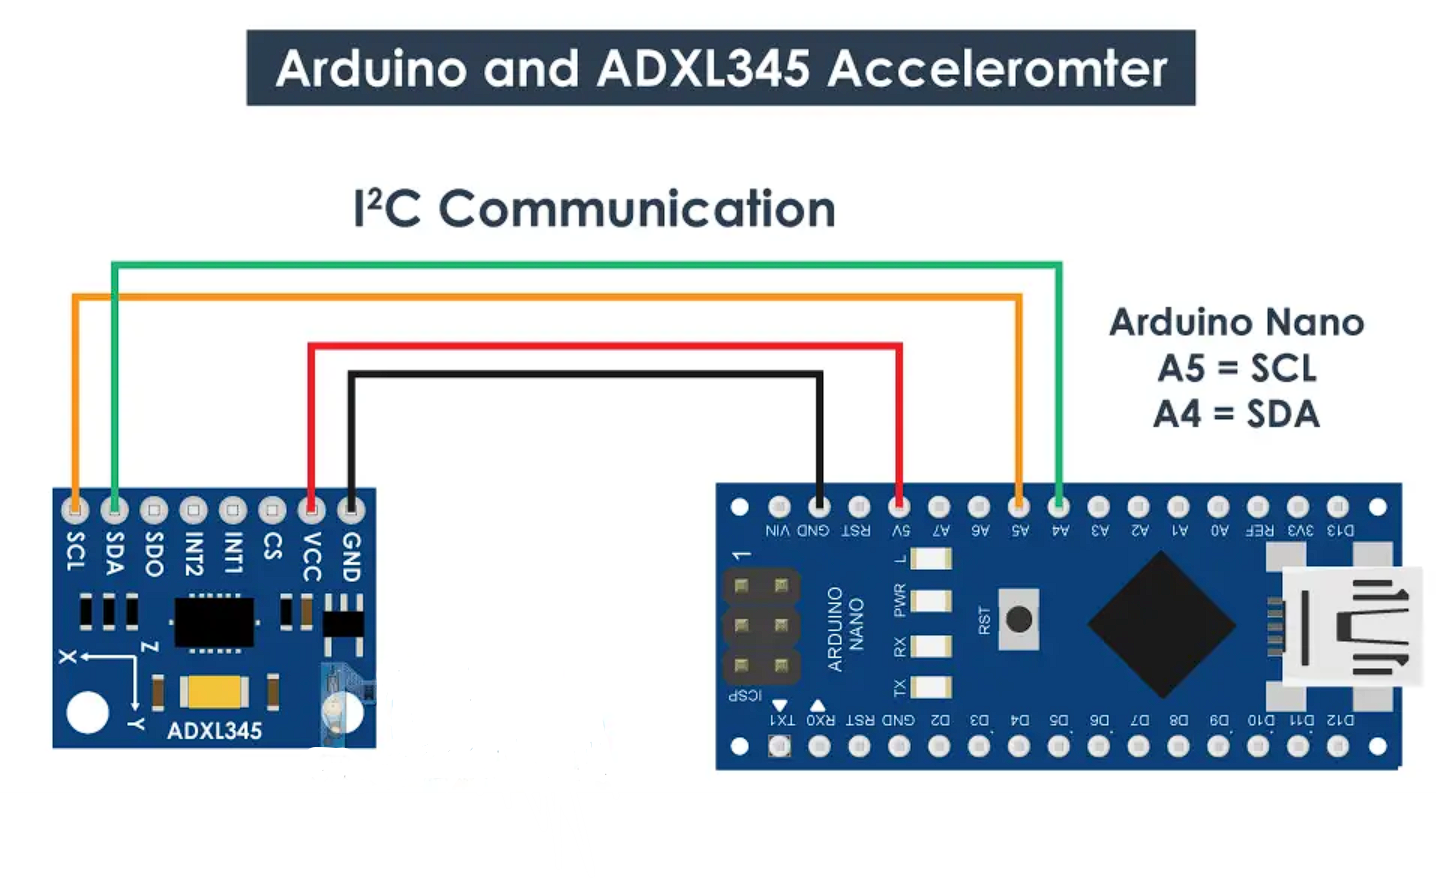 Arduino and ADXL345 Acceleromter
I²C Communication
Arduino Nano
A5 = SCL
A4 = SDA
SCL
SDA
SDO
INT2
INT1
CS
VCC
GND
X
Z
Y
ADXL345
VIN
GND
RST
5V
A7
A6
A5
A4
A3
A2
A1
A0
REF
3V3
D13
1
ICSP
ARDUINO
NANO
L
PWR
RX
TX
RST
TX1
RX0
RST
GND
D2
D3
D4
D5
D6
D7
D8
D9
D10
D11
D12